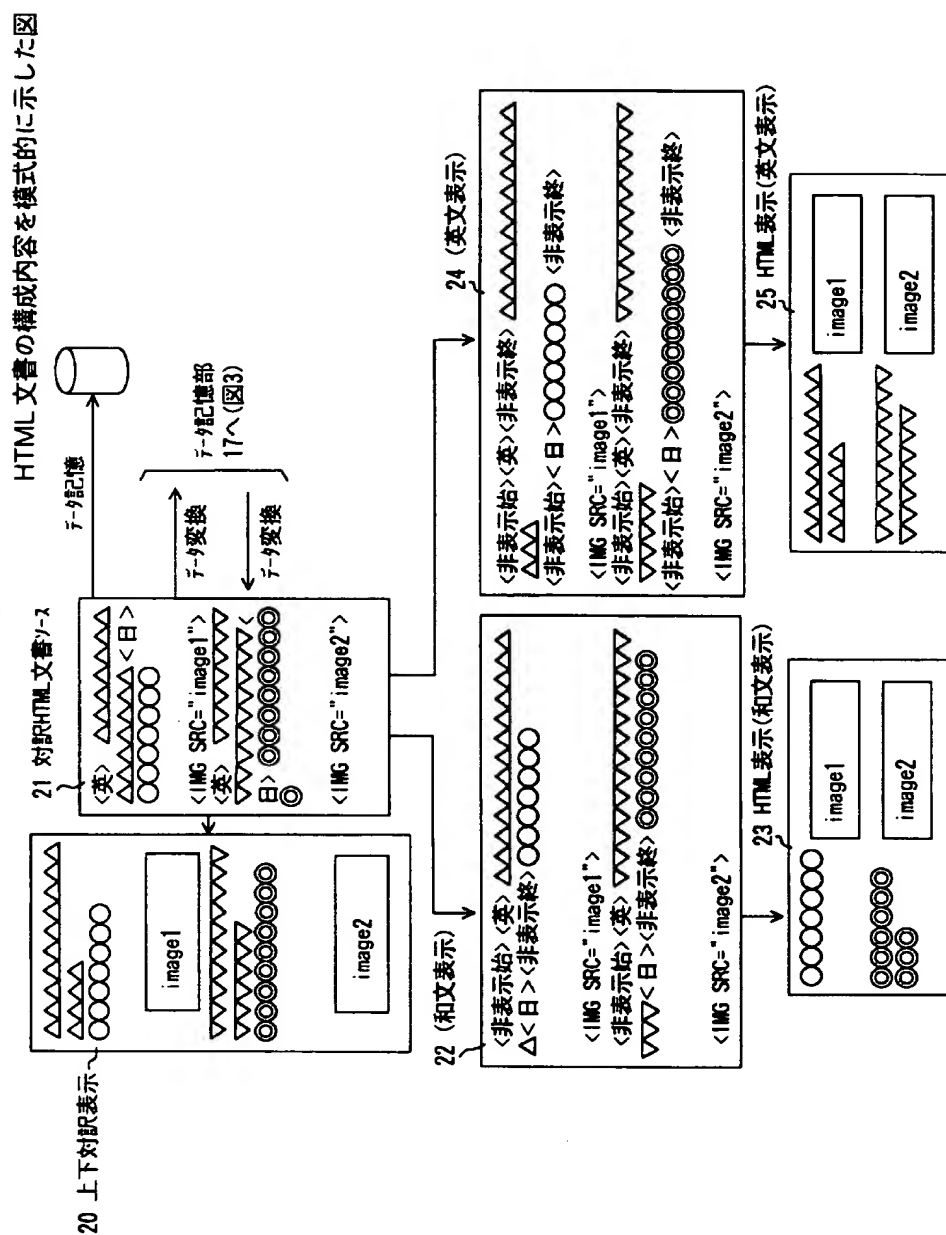 HTML文書の構成内容を模式的に示した図
20 上下対訳表示
△△△△△△△△△△△△
△△△△
○○○○○○○○
image1
△△△△△△△△△△△△
△△△△△△△
◎◎◎◎◎◎◎◎◎◎
image2
21 対訳HTML文書ソース
<英> △△△△△△△
△△△△△△△<日>
○○○○○○○
<IMG SRC="image1">
<英> △△△△△△△
△△△△△△△△△<
日>◎◎◎◎◎◎◎◎◎
◎
<IMG SRC="image2">
データ記憶
データ変換
データ変換
データ記憶部
17へ(図3)
22 (和文表示)
<非表示始><英>△△△△△△△△△△△△
△<日><非表示終>○○○○○○○
<IMG SRC="image1">
<非表示始><英>△△△△△△△△△△△△
△△△<日><非表示終>◎◎◎◎◎◎◎◎◎◎
<IMG SRC="image2">
24 (英文表示)
<非表示始><英><非表示終> △△△△△△△△△△△△
△△△
<非表示始><日>○○○○○○○<非表示終>
<IMG SRC="image1">
<非表示始><英><非表示終> △△△△△△△△△△△△
△△△△△
<非表示始><日>◎◎◎◎◎◎◎◎◎◎<非表示終>
<IMG SRC="image2">
23 HTML表示(和文表示)
○○○○○○○○
image1
◎◎◎◎◎◎◎
◎◎◎
image2
25 HTML表示(英文表示)
△△△△△△△△△△
△△△△△
image1
△△△△△△△△△△
△△△△△△△△
image2